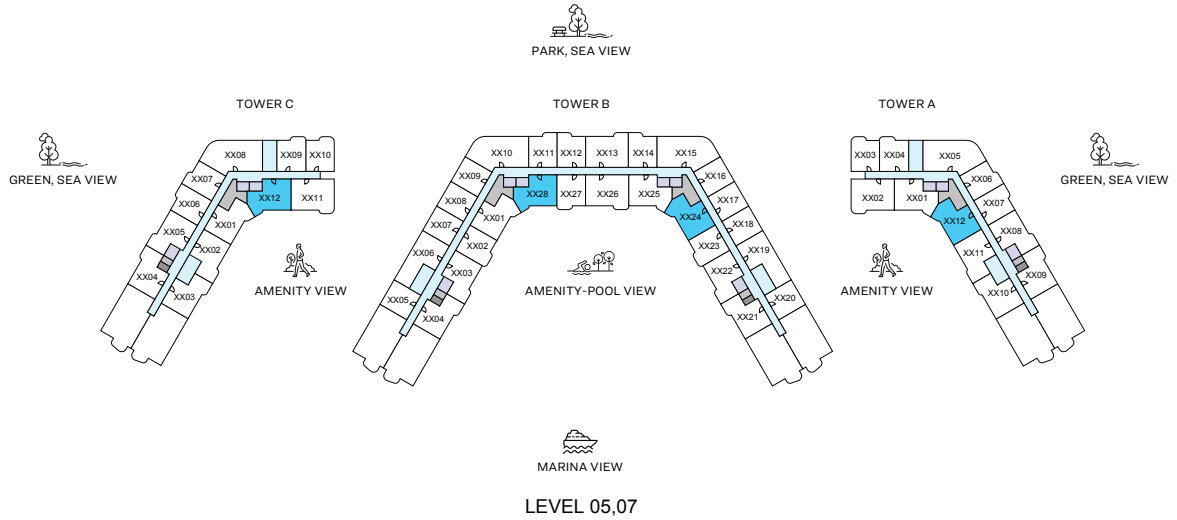 PARK, SEA VIEW
TOWER C
TOWER B
TOWER A
GREEN, SEA VIEW
GREEN, SEA VIEW
XX08
XX09
XX10
XX07
XX12
XX11
XX06
XX05
XX01
XX02
XX04
XX03
XX10
XX11
XX12
XX13
XX14
XX15
XX09
XX28
XX27
XX26
XX25
XX16
XX08
XX01
XX24
XX17
XX07
XX02
XX23
XX18
XX06
XX03
XX22
XX19
XX05
XX04
XX21
XX20
XX03
XX04
XX05
XX02
XX01
XX06
XX12
XX07
XX11
XX08
XX10
XX09
AMENITY VIEW
AMENITY-POOL VIEW
AMENITY VIEW
MARINA VIEW
LEVEL 05,07